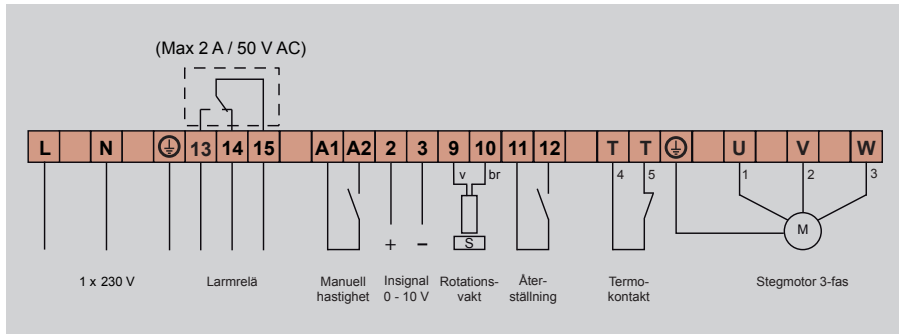 (Max 2 A / 50 V AC)
L N 13 14 15 A1 A2 2 3 9 10 11 12 T T U V W
v br 4 5 1 2 3
+ − S M
1 x 230 V Larmrelä Manuell hastighet Insignal 0 - 10 V Rotations-vakt Åter-ställning Termo-kontakt Stegmotor 3-fas